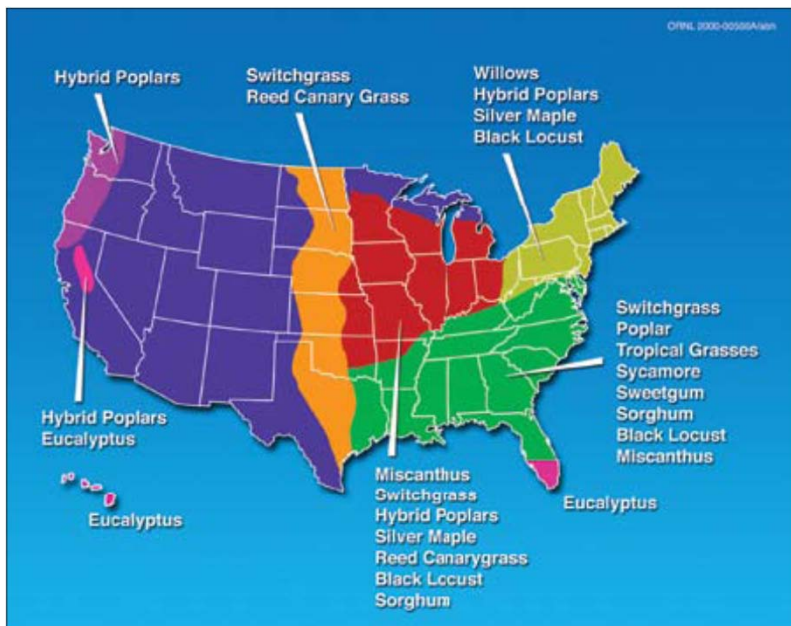 ORNL 2000-00500A/abh
Hybrid Poplars
Switchgrass
Reed Canary Grass
Willows
Hybrid Poplars
Silver Maple
Black Locust
Switchgrass
Poplar
Tropical Grasses
Sycamore
Sweetgum
Sorghum
Black Locust
Miscanthus
Hybrid Poplars
Eucalyptus
Eucalyptus
Miscanthus
Switchgrass
Hybrid Poplars
Silver Maple
Reed Canarygrass
Black Locust
Sorghum
Eucalyptus